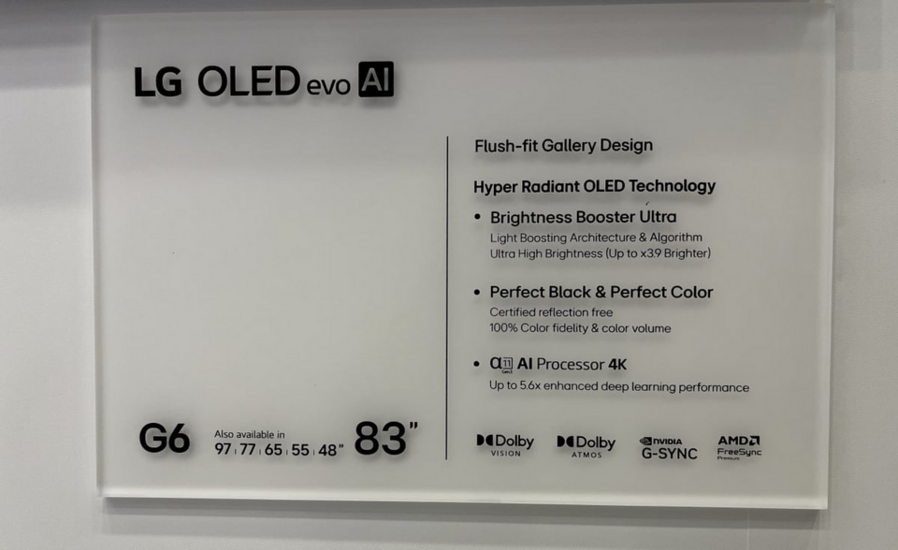 LG OLED evo AI
Flush-fit Gallery Design
Hyper Radiant OLED Technology
• Brightness Booster Ultra
Light Boosting Architecture & Algorithm
Ultra High Brightness (Up to x3.9 Brighter)
• Perfect Black & Perfect Color
Certified reflection free
100% Color fidelity & color volume
• α11 AI Processor 4K
Up to 5.6x enhanced deep learning performance
G6
Also available in
97 | 77 | 65 | 55 | 48"
83"
Dolby
VISION
Dolby
ATMOS
NVIDIA
G-SYNC
AMD
FreeSync
Premium